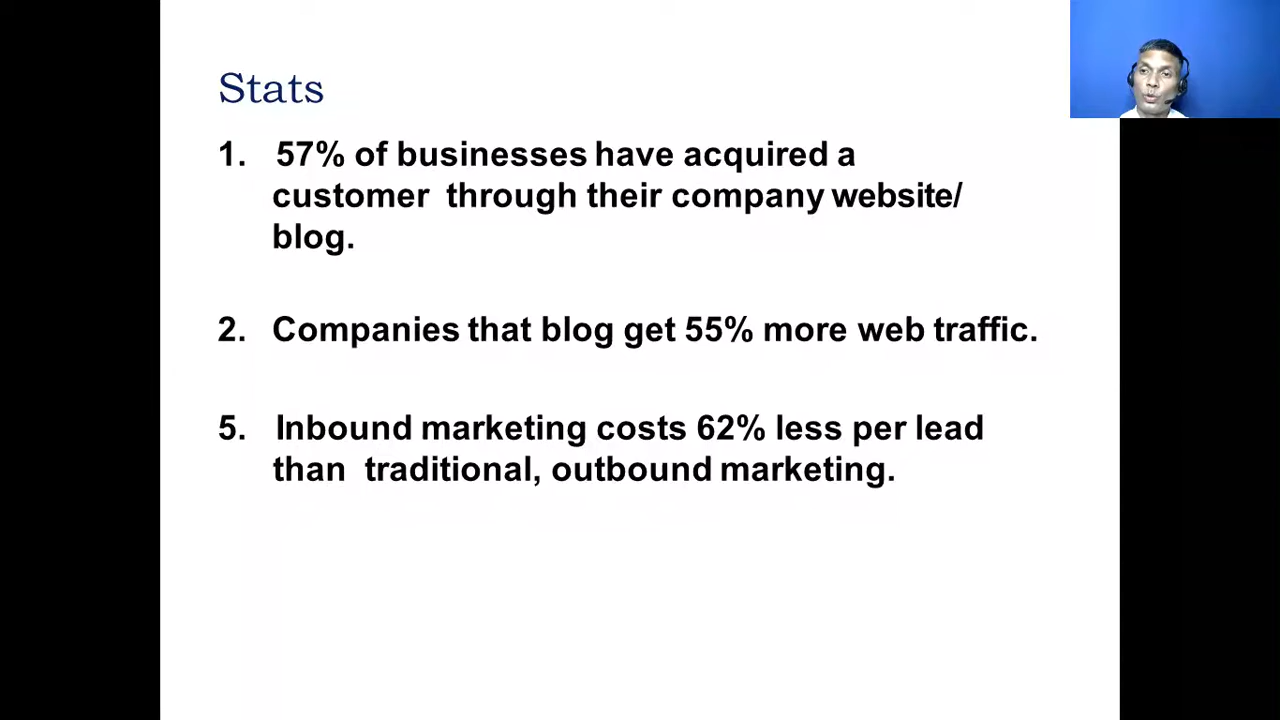 Stats
1. 57% of businesses have acquired a
customer through their company website/
blog.
2. Companies that blog get 55% more web traffic.
5. Inbound marketing costs 62% less per lead
than traditional, outbound marketing.